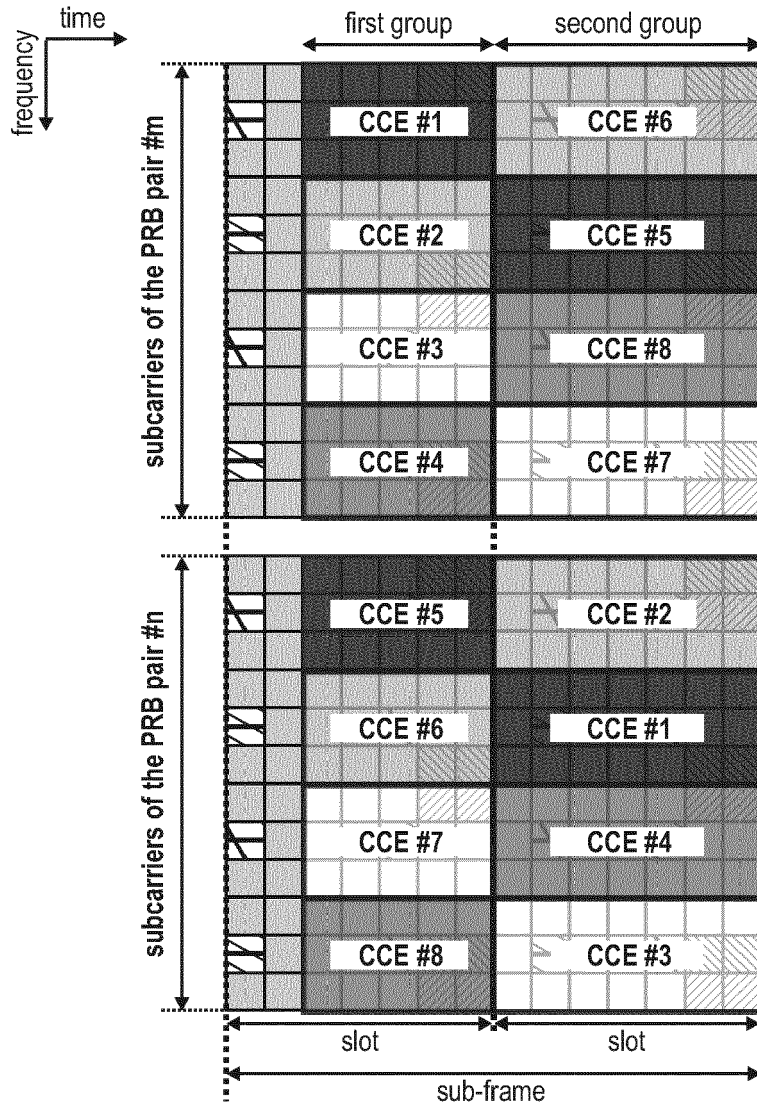 time
frequency
first group
second group
subcarriers of the PRB pair #m
CCE #1
CCE #6
CCE #2
CCE #5
CCE #3
CCE #8
CCE #4
CCE #7
subcarriers of the PRB pair #n
CCE #5
CCE #2
CCE #6
CCE #1
CCE #7
CCE #4
CCE #8
CCE #3
slot
slot
sub-frame